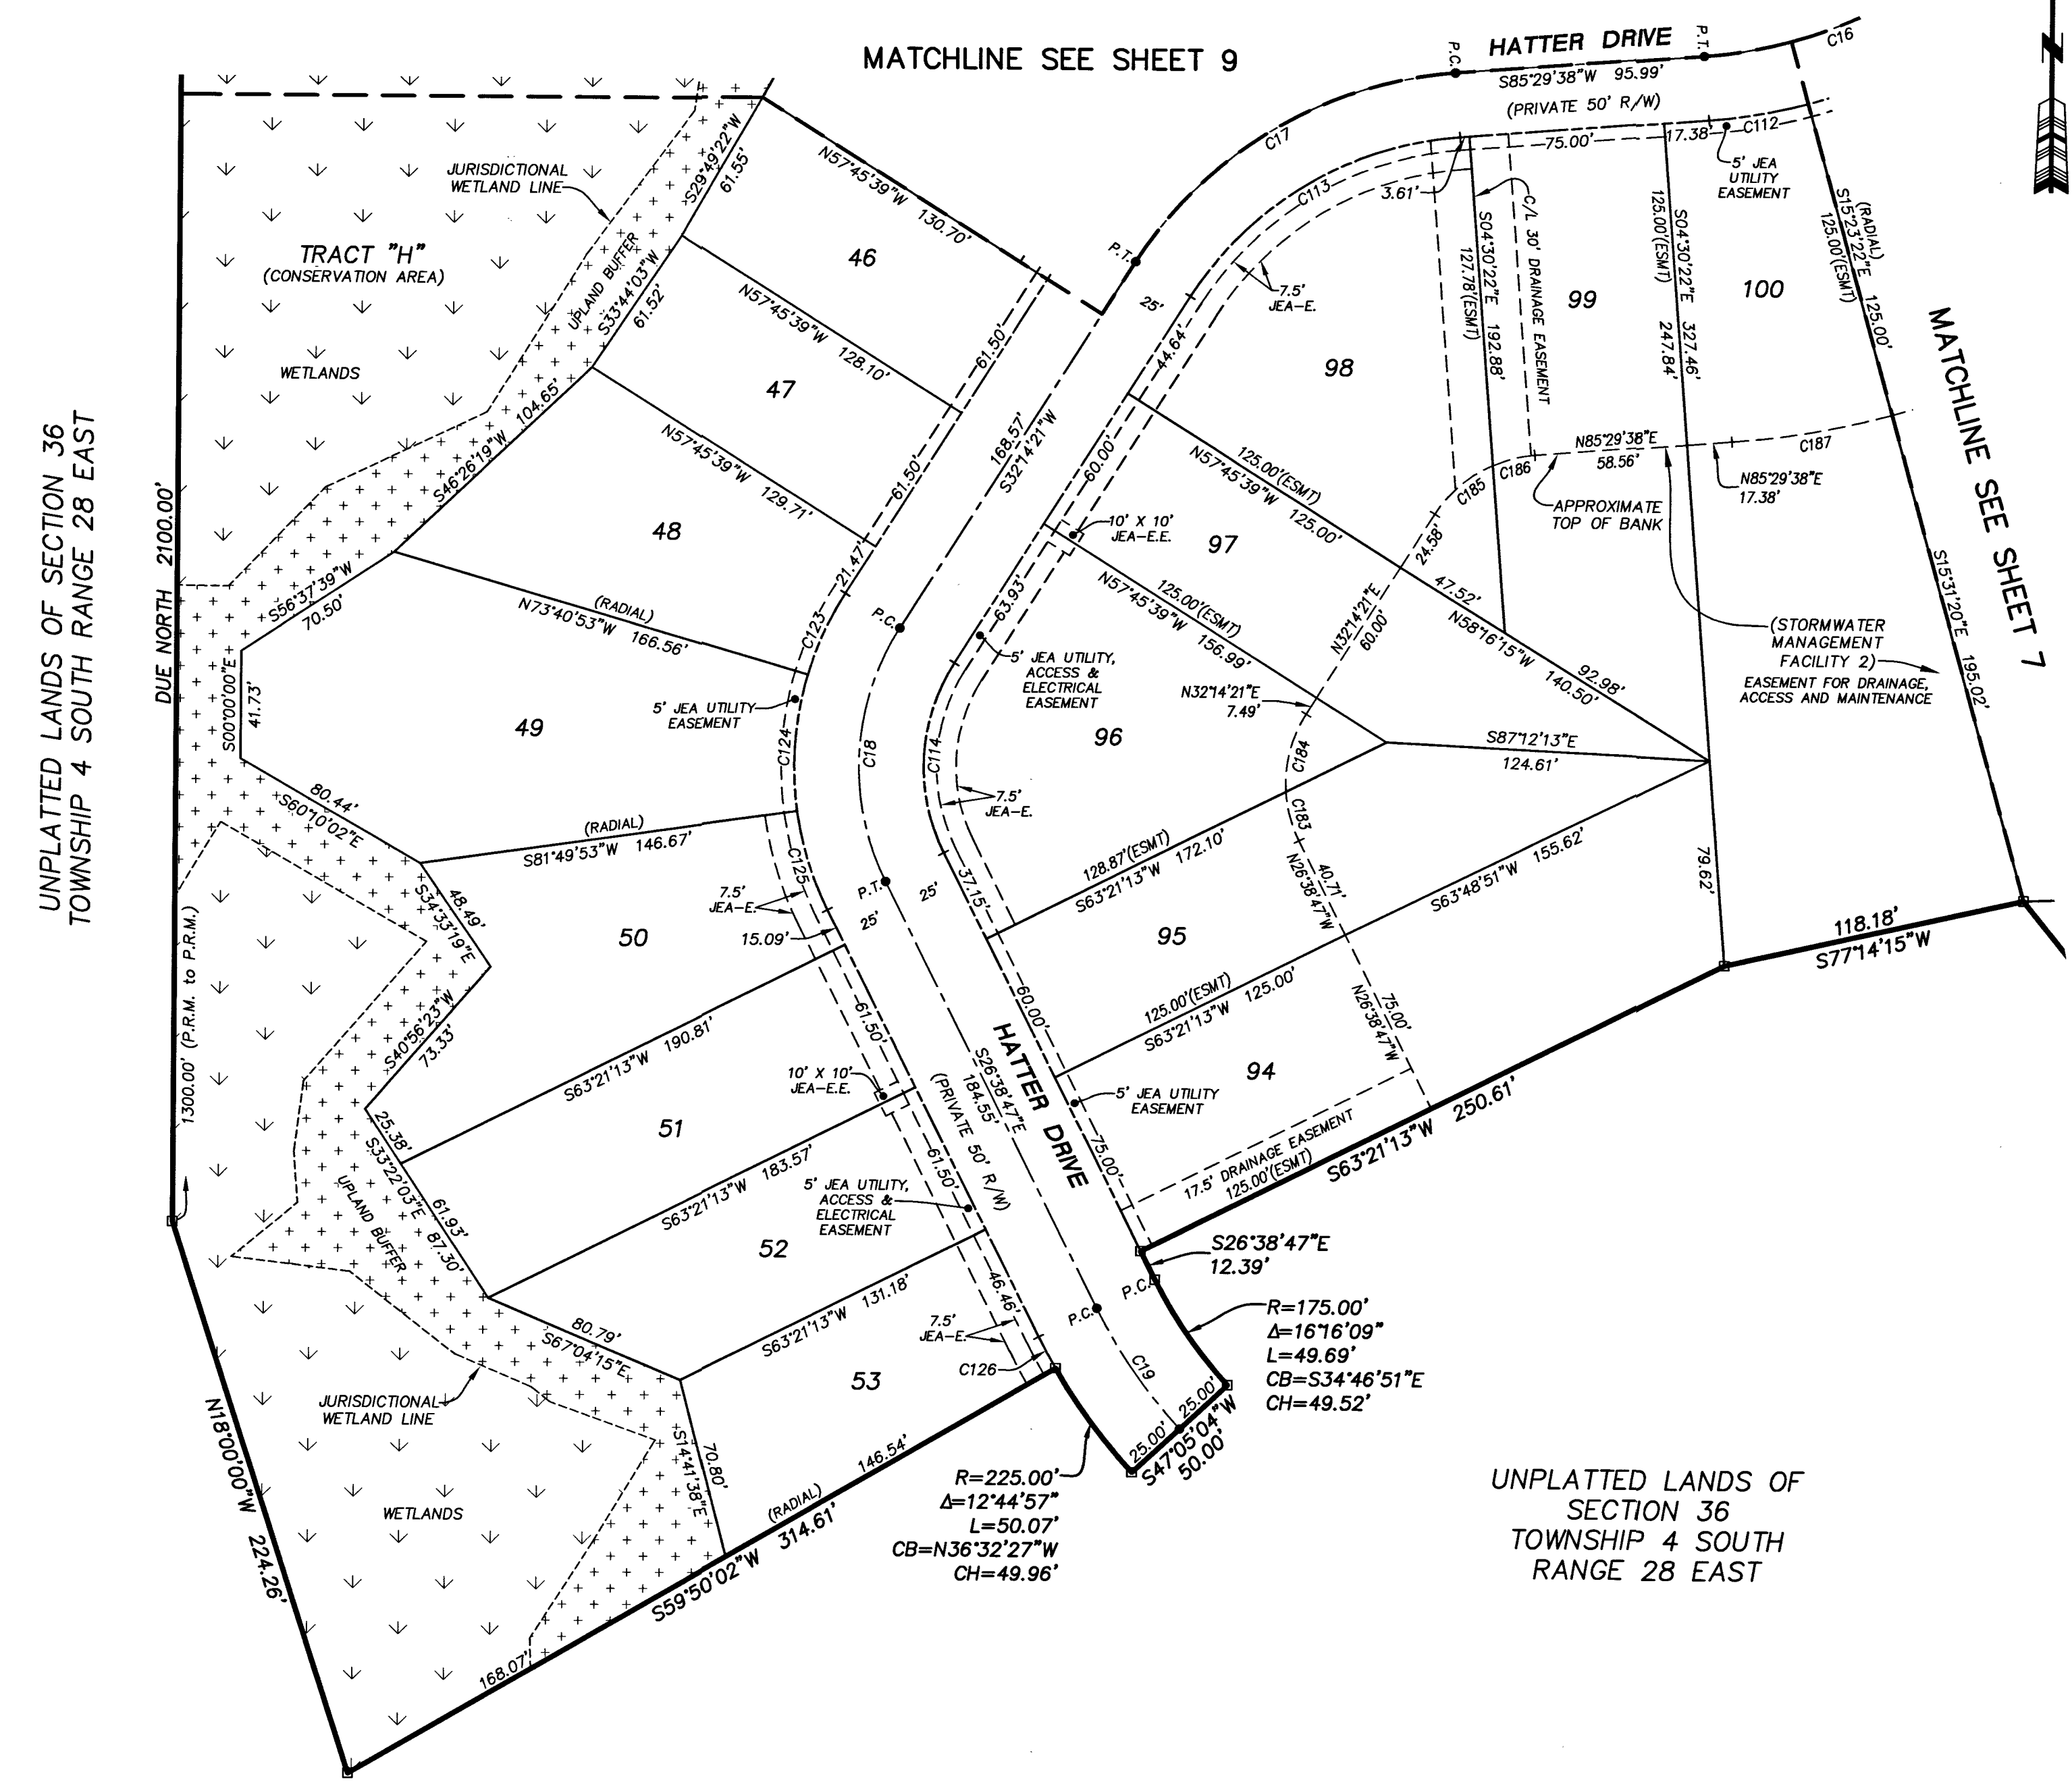 MATCHLINE SEE SHEET 9
HATTER DRIVE
P.C.
P.T.
C16
S85°29'38"W 95.99'
(PRIVATE 50' R/W)
N
C17
C112
17.38'
75.00'
C113
3.61'
5' JEA
UTILITY
EASEMENT
JURISDICTIONAL
WETLAND LINE
S29°49'22"W
61.55'
N57°45'39"W 130.70'
46
TRACT "H"
(CONSERVATION AREA)
UPLAND BUFFER
S33°44'03"W
61.52'
P.T.
25'
7.5'
JEA-E.
C/L 30' DRAINAGE EASEMENT
S04°30'22"E 192.88'
127.78'(ESMT)
99
S04°30'22"E 327.46'
125.00'(ESMT)
247.84'
100
(RADIAL)
S15°23'22"E 125.00'
125.00'(ESMT)
WETLANDS
N57°45'39"W 128.10'
47
61.50'
44.64'
98
MATCHLINE SEE SHEET 7
UNPLATTED LANDS OF SECTION 36
TOWNSHIP 4 SOUTH RANGE 28 EAST
S46°26'19"W 104.65'
N57°45'39"W 129.71'
61.50'
168.57'
S32°14'21"W
60.00'
125.00'(ESMT)
N57°45'39"W 125.00'
N85°29'38"E
58.56'
C185
C186
C187
N85°29'38"E
17.38'
APPROXIMATE
TOP OF BANK
DUE NORTH 2100.00'
48
21.47'
10' X 10'
JEA-E.E.
97
24.58'
47.52'
S56°37'39"W
70.50'
(RADIAL)
N73°40'53"W 166.56'
C123
P.C.
63.93'
125.00'(ESMT)
N57°45'39"W 156.99'
N32°14'21"E
60.00'
N58°16'15"W 140.50'
92.98'
(STORMWATER
MANAGEMENT
FACILITY 2)
EASEMENT FOR DRAINAGE,
ACCESS AND MAINTENANCE
S15°31'20"E 195.02'
S00°00'00"E
41.73'
49
5' JEA UTILITY
EASEMENT
5' JEA UTILITY,
ACCESS &
ELECTRICAL
EASEMENT
N32°14'21"E
7.49'
C124
C18
C114
96
C184
S87°12'13"E
124.61'
80.44'
S60°10'02"E
(RADIAL)
S81°49'53"W 146.67'
7.5'
JEA-E.
C183
C125
7.5'
JEA-E.
P.T.
25'
25'
37.15'
128.87'(ESMT)
S63°21'13"W 172.10'
40.71'
N26°38'47"W
S63°48'51"W 155.62'
79.62'
118.18'
S77°14'15"W
48.49'
S34°33'19"E
50
15.09'
95
1300.00' (P.R.M. to P.R.M.)
S40°56'23"W
73.33'
S63°21'13"W 190.81'
61.50'
60.00'
125.00'(ESMT)
S63°21'13"W 125.00'
75.00'
N26°38'47"W
10' X 10'
JEA-E.E.
HATTER DRIVE
S26°38'47"E
184.55'
(PRIVATE 50' R/W)
94
5' JEA UTILITY
EASEMENT
25.38'
S33°22'03"E 87.30'
61.93'
51
S63°21'13"W 183.57'
61.50'
75.00'
17.5' DRAINAGE EASEMENT
125.00'(ESMT)
S63°21'13"W 250.61'
UPLAND BUFFER
5' JEA UTILITY,
ACCESS &
ELECTRICAL
EASEMENT
52
S26°38'47"E
12.39'
P.C.
80.79'
S67°04'15"E
S63°21'13"W 131.18'
46.46'
7.5'
JEA-E.
P.C.
R=175.00'
Δ=16°16'09"
L=49.69'
CB=S34°46'51"E
CH=49.52'
JURISDICTIONAL
WETLAND LINE
53
C126
C19
25.00'
25.00'
S47°05'04"W
50.00'
N18°00'00"W 224.26'
S14°41'38"E
70.80'
146.54'
(RADIAL)
S59°50'02"W 314.61'
168.07'
WETLANDS
R=225.00'
Δ=12°44'57"
L=50.07'
CB=N36°32'27"W
CH=49.96'
UNPLATTED LANDS OF
SECTION 36
TOWNSHIP 4 SOUTH
RANGE 28 EAST